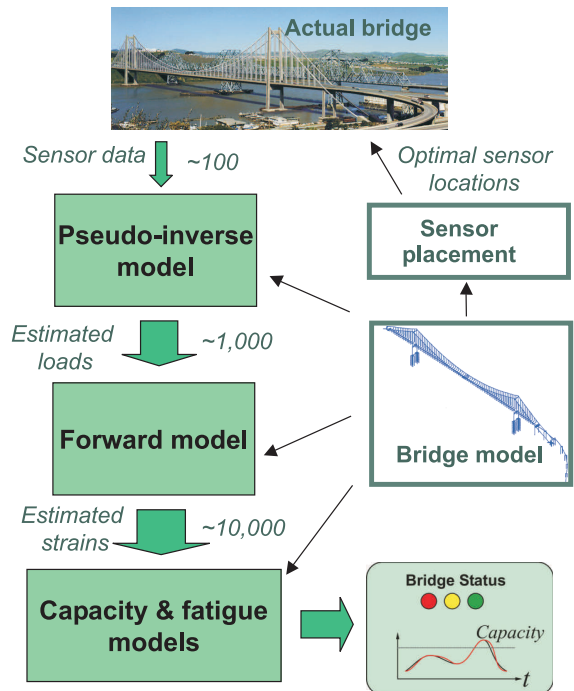 Actual bridge
Sensor data
~100
Optimal sensor
locations
Pseudo-inverse
model
Sensor
placement
Estimated
loads
~1,000
Forward model
Bridge model
Estimated
strains
~10,000
Capacity & fatigue
models
Bridge Status
Capacity
t